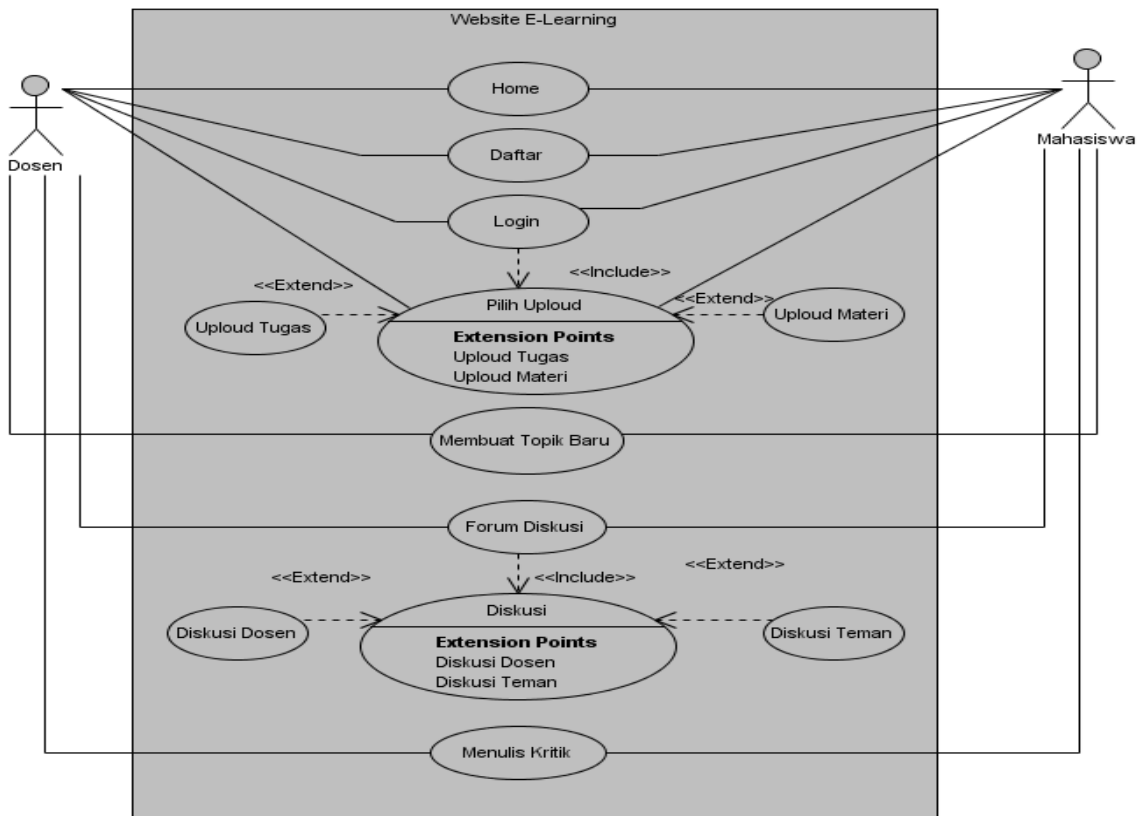 Website E-Learning
Home
Dosen
Mahasiswa
Daftar
Login
<<Include>>
<<Extend>>
Pilih Uploud
<<Extend>>
Uploud Tugas
Uploud Materi
Extension Points
Uploud Tugas
Uploud Materi
Membuat Topik Baru
Forum Diskusi
<<Extend>>
<<Include>>
<<Extend>>
Diskusi
Diskusi Dosen
Diskusi Teman
Extension Points
Diskusi Dosen
Diskusi Teman
Menulis Kritik